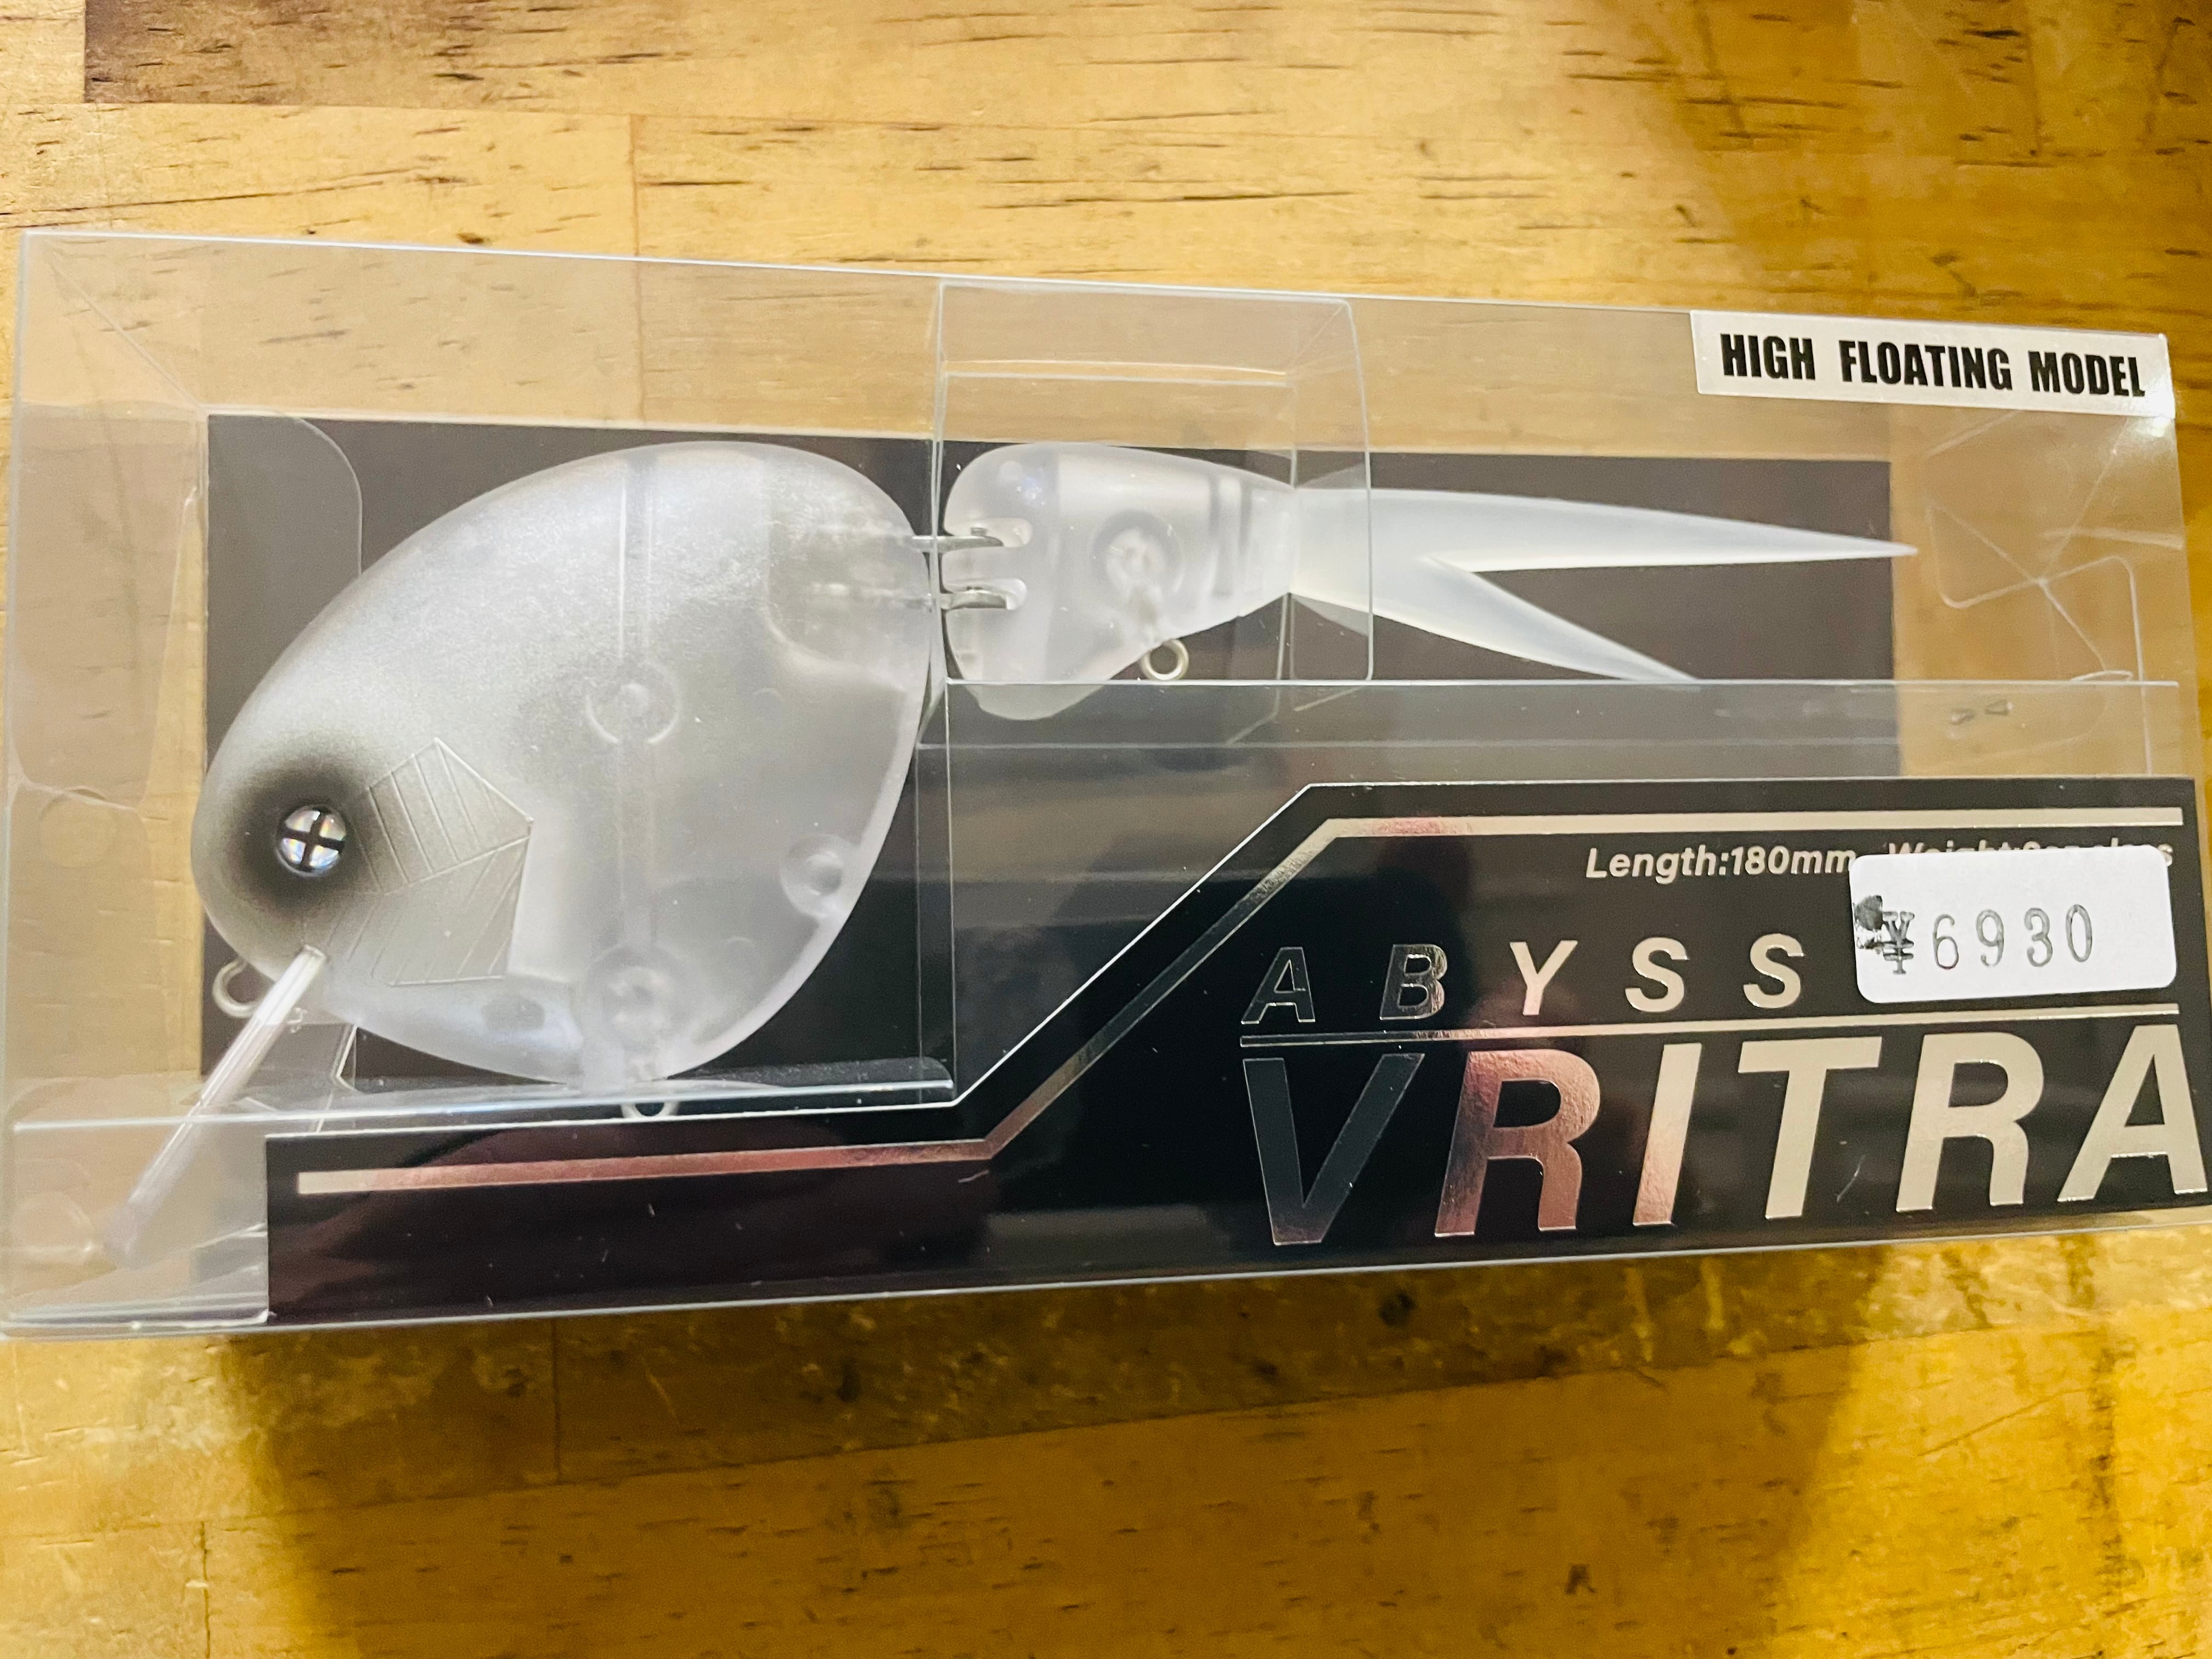 HIGH FLOATING MODEL
Length:180mm
¥6930
ABYSS
VRITRA